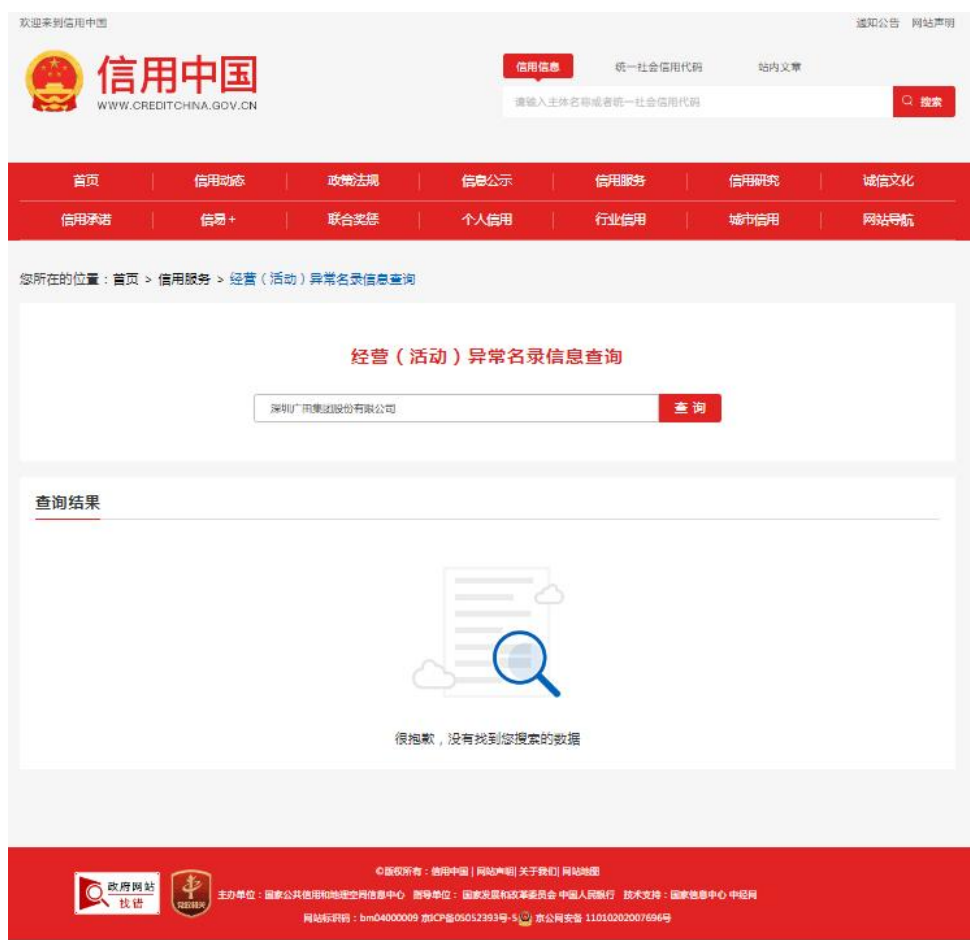 欢迎来到信用中国
通知公告 网站声明
信用中国
WWW.CREDITCHINA.GOV.CN
信用信息 统一社会信用代码 站内文章
请输入主体名称或者统一社会信用代码 搜索
首页 信用动态 政策法规 信息公示 信用服务 信用研究 诚信文化
信用承诺 信易+ 联合奖惩 个人信用 行业信用 城市信用 网站导航
您所在的位置：首页 > 信用服务 > 经营（活动）异常名录信息查询
经营（活动）异常名录信息查询
深圳广田集团股份有限公司 查询
查询结果
很抱歉，没有找到您搜索的数据
©版权所有：信用中国 | 网站声明 | 关于我们 | 网站地图
政府网站
找错
党政机关
主办单位：国家公共信用和地理空间信息中心 指导单位：国家发展和改革委员会 中国人民银行 技术支持：国家信息中心 中经网
网站标识码：bm04000009 京ICP备05052393号-5 京公网安备 11010202007696号